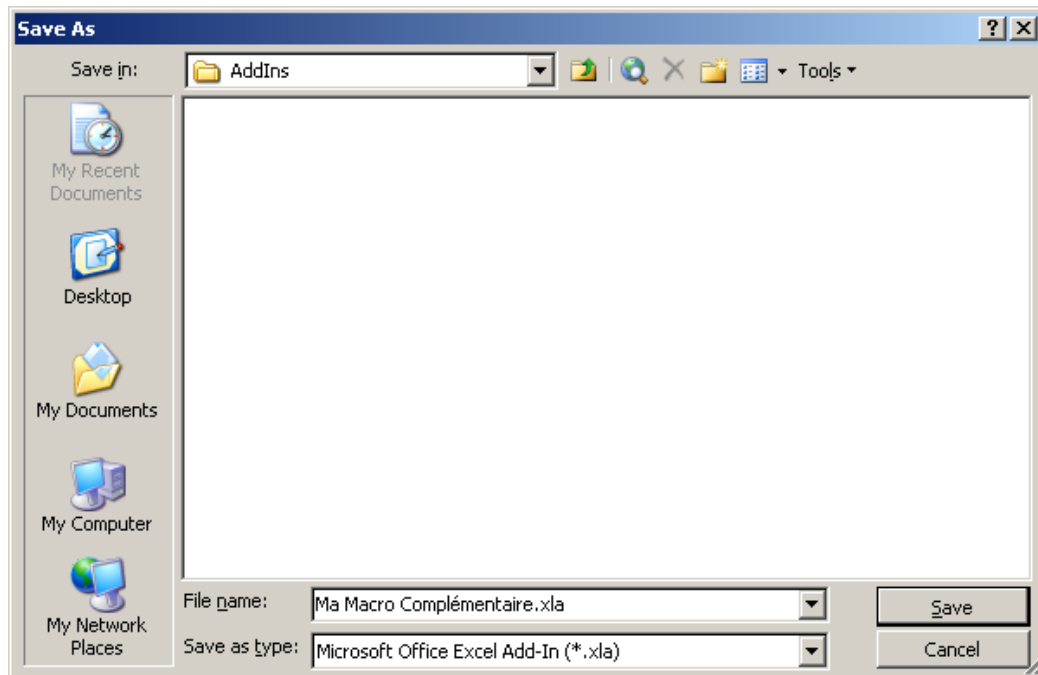 Save As
Save in:
AddIns
Tools
My Recent
Documents
Desktop
My Documents
My Computer
My Network
Places
File name:
Ma Macro Complémentaire.xla
Save
Save as type:
Microsoft Office Excel Add-In (*.xla)
Cancel